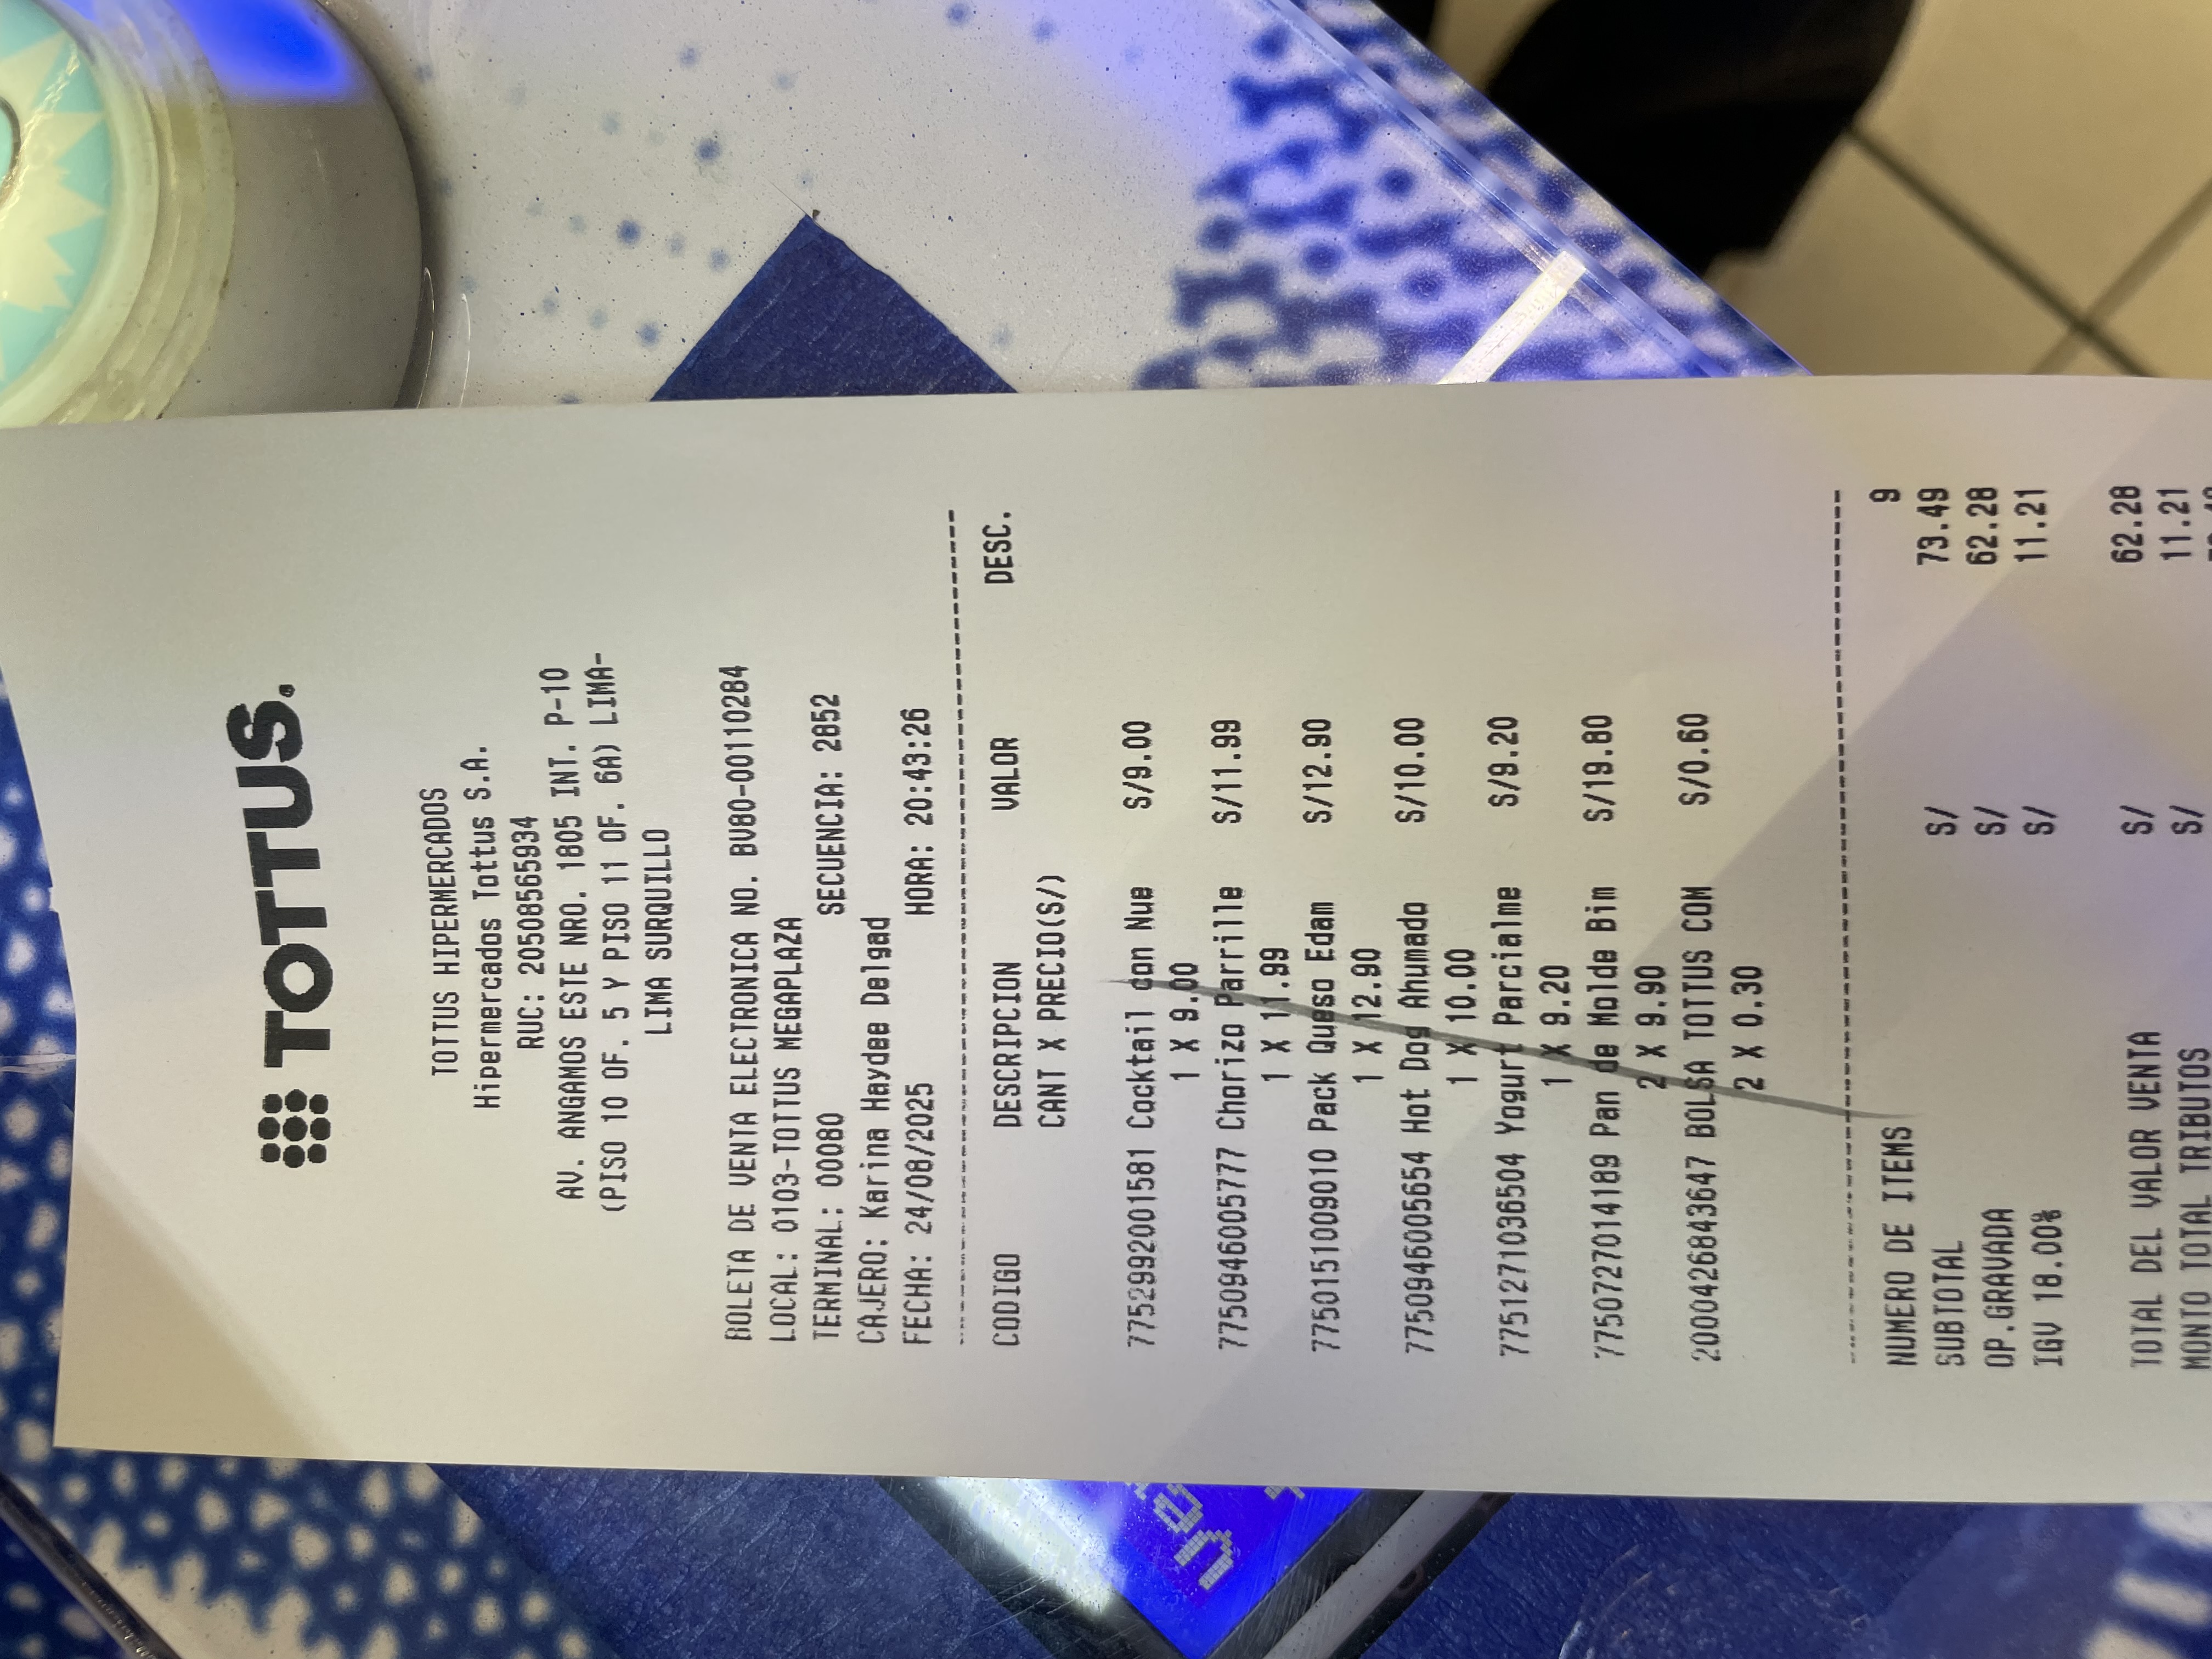 TOTTUS.
TOTTUS HIPERMERCADOS
Hipermercados Tottus S.A.
RUC: 20508565934
AV. ANGAMOS ESTE NRO. 1805 INT. P-10
(PISO 10 OF. 5 Y PISO 11 OF. 6A) LIMA-
LIMA SURQUILLO
BOLETA DE VENTA ELECTRONICA NO. BV80-00110284
LOCAL: 0103-TOTTUS MEGAPLAZA
TERMINAL: 00080 SECUENCIA: 2852
CAJERO: Karina Haydee Delgad
FECHA: 24/08/2025 HORA: 20:43:26
CODIGO DESCRIPCION VALOR DESC.
CANT X PRECIO(S/)
7752992001581 Cocktail con Nue S/9.00
1 X 9.00
7750946005777 Chorizo Parrille S/11.99
1 X 11.99
7750151009010 Pack Queso Edam S/12.90
1 X 12.90
7750946005654 Hot Dog Ahumado S/10.00
1 X 10.00
7751271036504 Yogurt Parcialme S/9.20
1 X 9.20
7750727014189 Pan de Molde Bim S/19.80
2 X 9.90
2000426843647 BOLSA TOTTUS COM S/0.60
2 X 0.30
NUMERO DE ITEMS 9
SUBTOTAL S/ 73.49
OP.GRAVADA S/ 62.28
IGV 18.00% S/ 11.21
TOTAL DEL VALOR VENTA S/ 62.28
MONTO TOTAL TRIBUTOS S/ 11.21